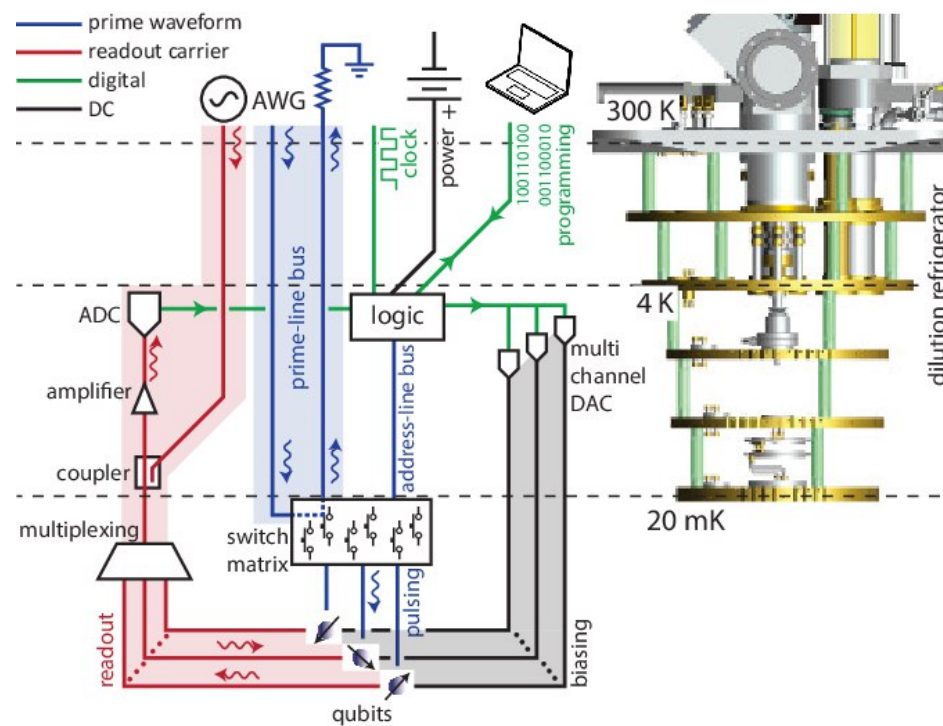 prime waveform
readout carrier
digital
DC
AWG
clock
power +
100110100
001100010
programming
300 K
dilution refrigerator
prime-line bus
ADC
logic
4 K
multi
channel
DAC
amplifier
address-line bus
coupler
multiplexing
switch
matrix
20 mK
readout
pulsing
biasing
qubits